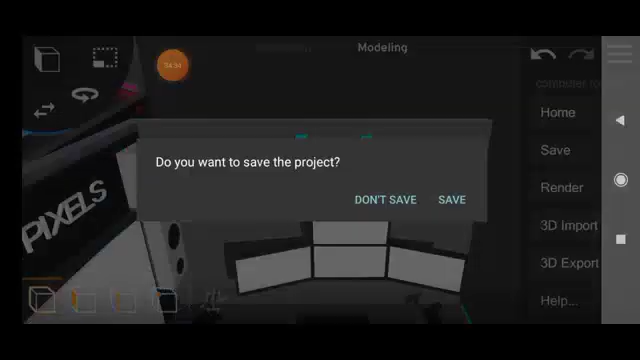 Modeling
Home
Save
Do you want to save the project?
Render
DON'T SAVE SAVE
PIXELS
3D Import
3D Export
Help...